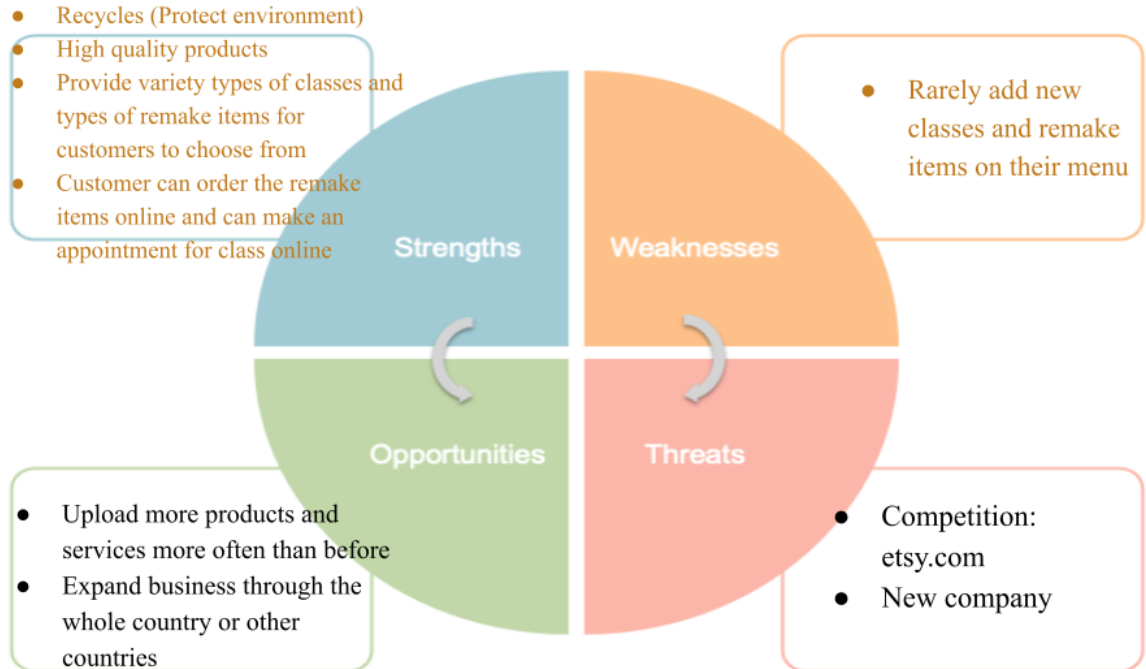 ● Recycles (Protect environment)
● High quality products
● Provide variety types of classes and
types of remake items for
customers to choose from
● Customer can order the remake
items online and can make an
appointment for class online
Strengths
● Rarely add new
classes and remake
items on their menu
Weaknesses
Opportunities
● Upload more products and
services more often than before
● Expand business through the
whole country or other
countries
Threats
● Competition:
etsy.com
● New company